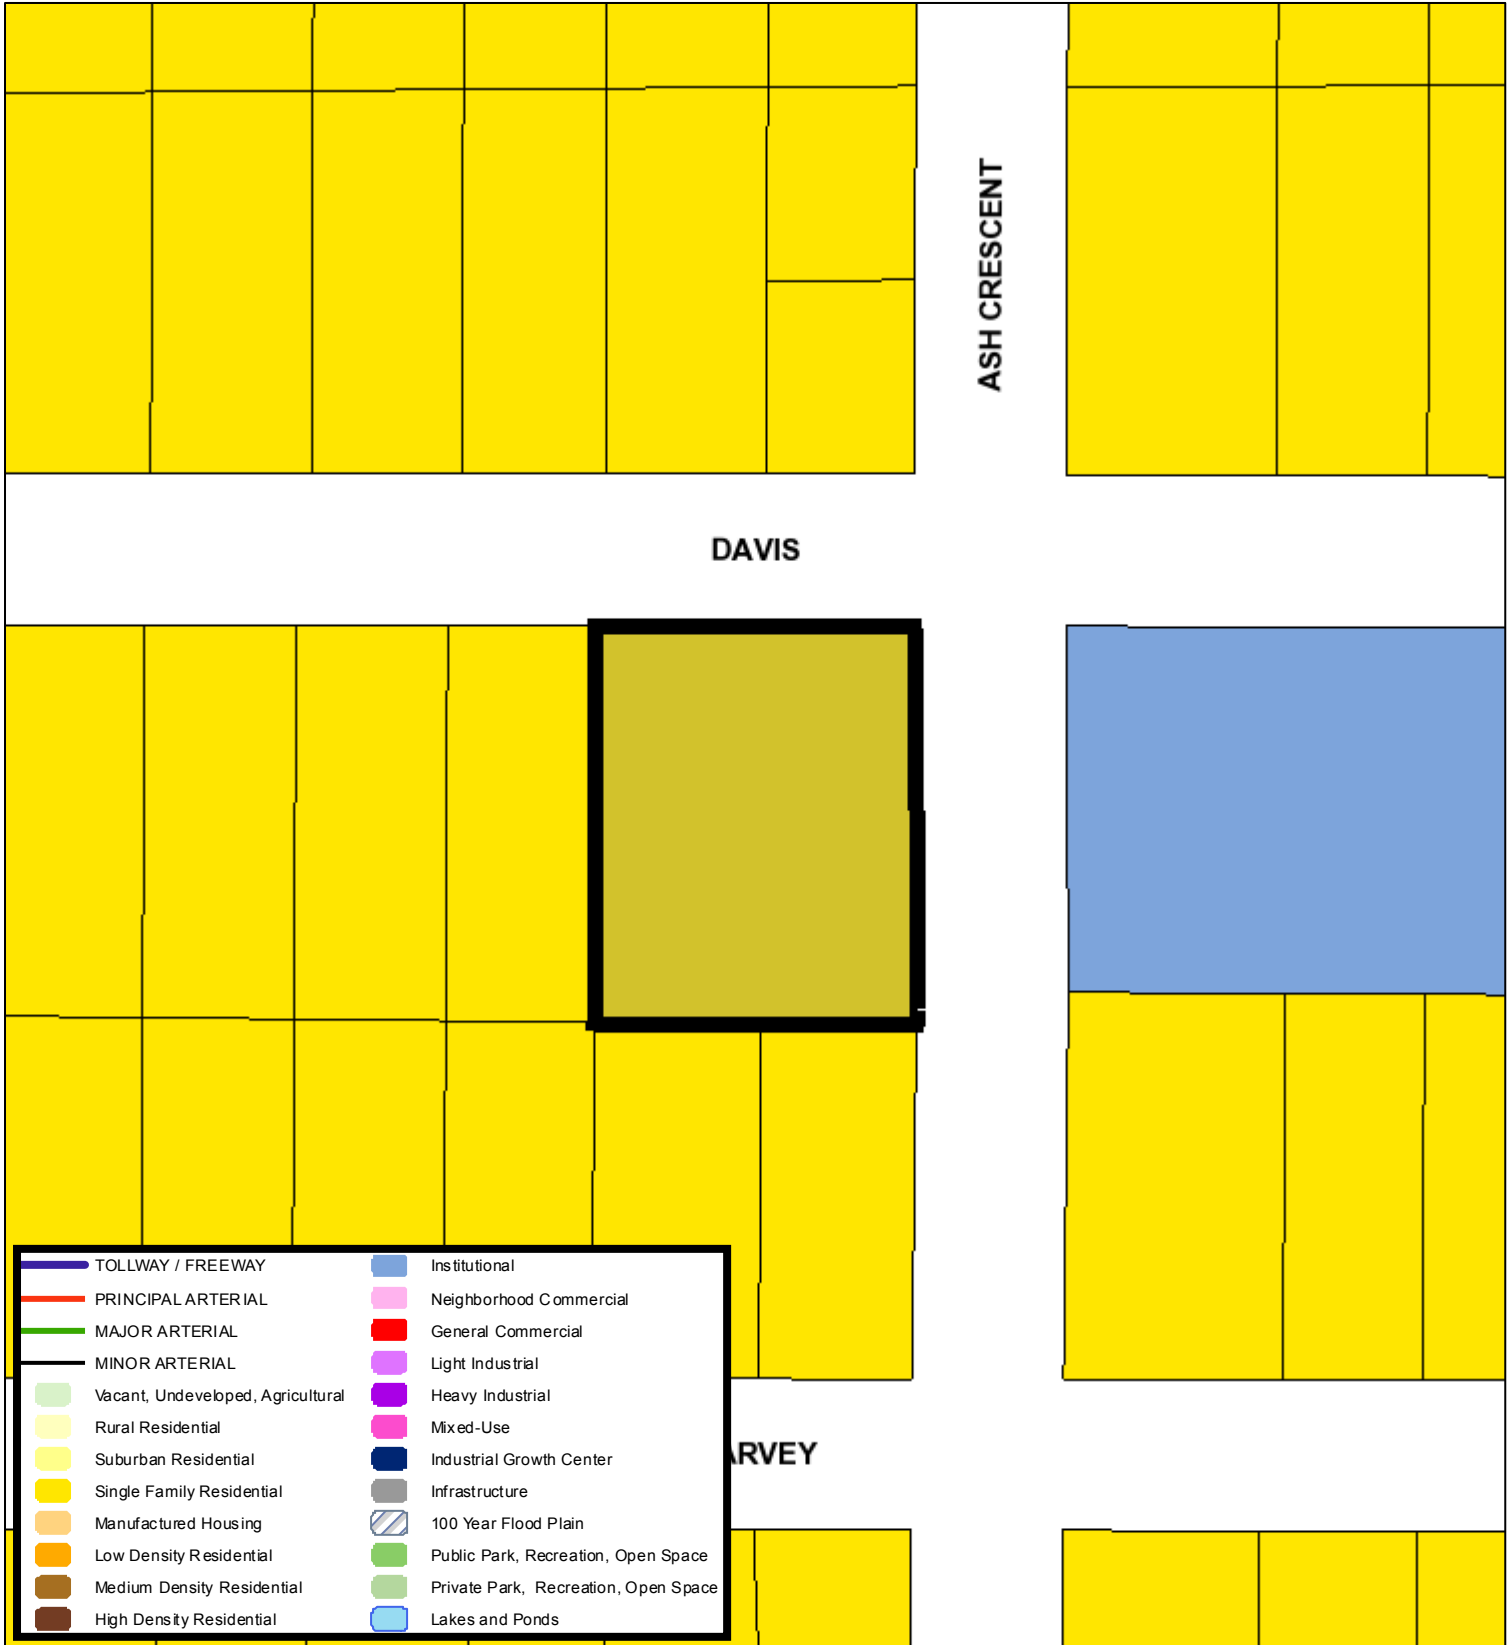 ASH CRESCENT
DAVIS
ARVEY
TOLLWAY / FREEWAY
PRINCIPAL ARTERIAL
MAJOR ARTERIAL
MINOR ARTERIAL
Vacant, Undeveloped, Agricultural
Rural Residential
Suburban Residential
Single Family Residential
Manufactured Housing
Low Density Residential
Medium Density Residential
High Density Residential
Institutional
Neighborhood Commercial
General Commercial
Light Industrial
Heavy Industrial
Mixed-Use
Industrial Growth Center
Infrastructure
100 Year Flood Plain
Public Park, Recreation, Open Space
Private Park, Recreation, Open Space
Lakes and Ponds